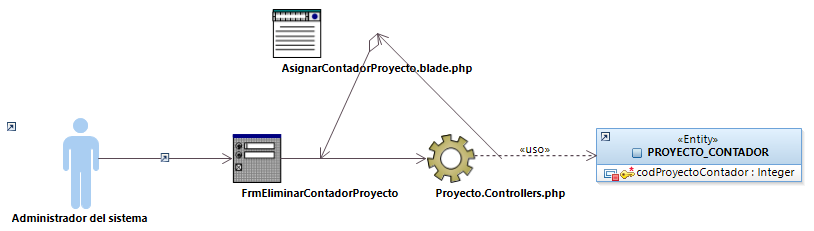 AsignarContadorProyecto.blade.php
«uso»
«Entity»
PROYECTO_CONTADOR
codProyectoContador : Integer
FrmEliminarContadorProyecto
Proyecto.Controllers.php
Administrador del sistema